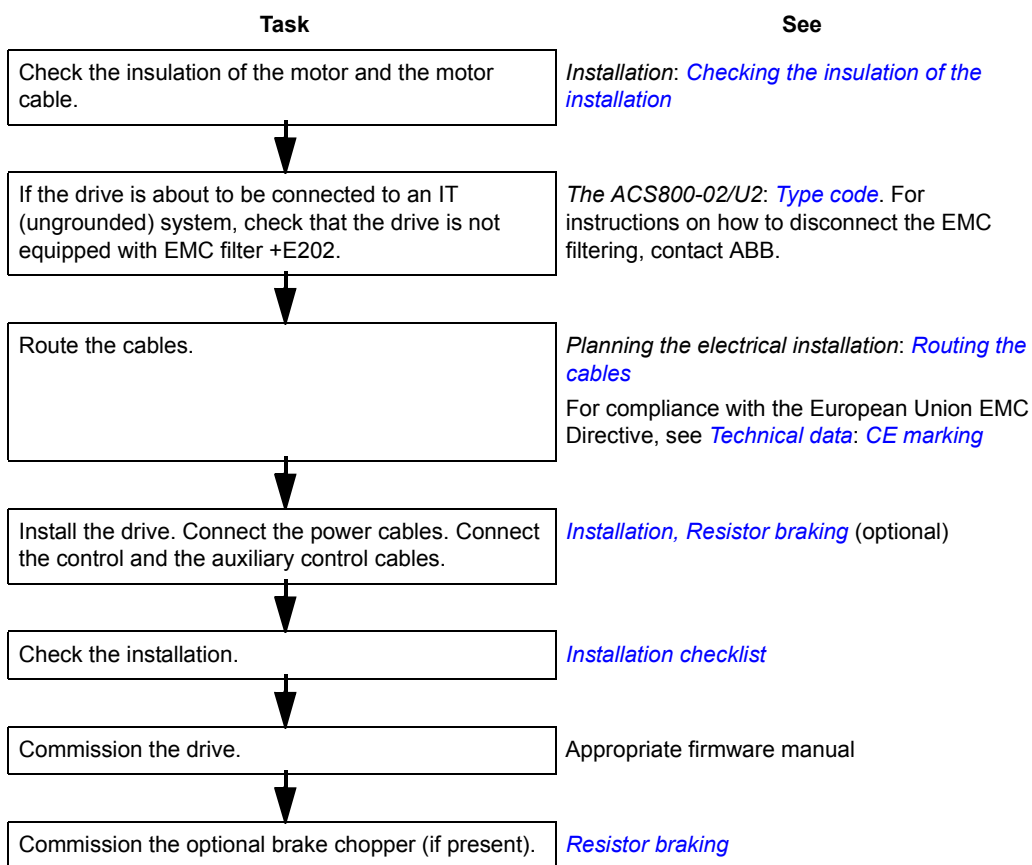 Task
See
Check the insulation of the motor and the motor
cable.
Installation: Checking the insulation of the
installation
If the drive is about to be connected to an IT
(ungrounded) system, check that the drive is not
equipped with EMC filter +E202.
The ACS800-02/U2: Type code. For
instructions on how to disconnect the EMC
filtering, contact ABB.
Route the cables.
Planning the electrical installation: Routing the
cables
For compliance with the European Union EMC
Directive, see Technical data: CE marking
Install the drive. Connect the power cables. Connect
the control and the auxiliary control cables.
Installation, Resistor braking (optional)
Check the installation.
Installation checklist
Commission the drive.
Appropriate firmware manual
Commission the optional brake chopper (if present).
Resistor braking